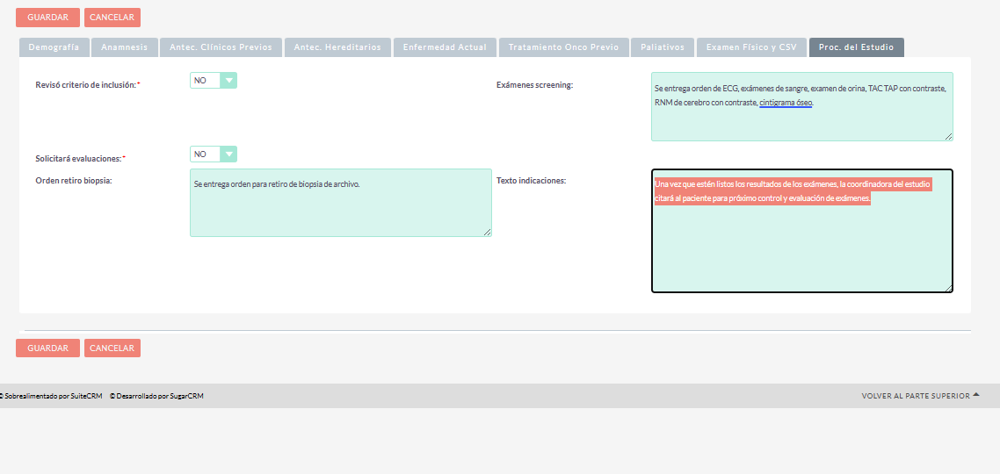 GUARDAR CANCELAR
Demografía Anamnesis Antec. Clínicos Previos Antec. Hereditarios Enfermedad Actual Tratamiento Onco Previo Paliativos Examen Físico y CSV Proc. del Estudio
Revisó criterio de inclusión:* NO
Exámenes screening:
Se entrega orden de ECG, exámenes de sangre, examen de orina, TAC TAP con contraste,
RNM de cerebro con contraste, cintigrama óseo.
Solicitará evaluaciones:* NO
Orden retiro biopsia:
Se entrega orden para retiro de biopsia de archivo.
Texto indicaciones:
Una vez que estén listos los resultados de los exámenes, la coordinadora del estudio
citará al paciente para próximo control y evaluación de exámenes.
GUARDAR CANCELAR
© Sobrealimentado por SuiteCRM © Desarrollado por SugarCRM
VOLVER AL PARTE SUPERIOR